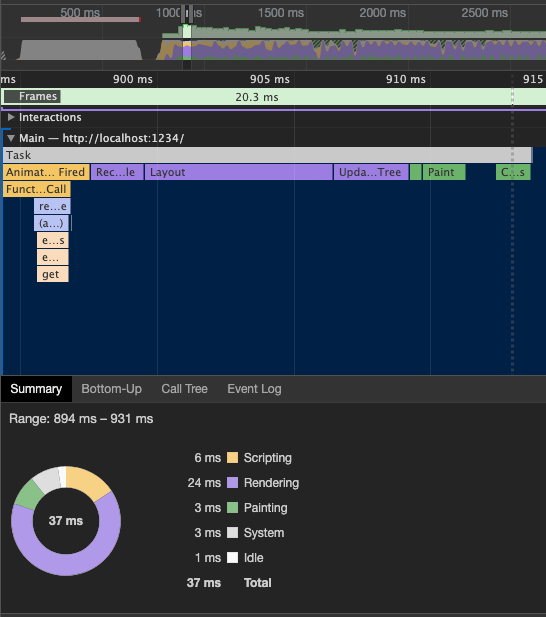 500 ms 1000 ms 1500 ms 2000 ms 2500 ms
ms 900 ms 905 ms 910 ms 915
Frames 20.3 ms
Interactions
Main — http://localhost:1234/
Task
Animat… Fired Rec…le Layout Upda…Tree Paint C…s
Funct…Call
re…e
(a…)
e…s
e…
get
Summary Bottom-Up Call Tree Event Log
Range: 894 ms – 931 ms
6 ms Scripting
24 ms Rendering
3 ms Painting
37 ms
3 ms System
1 ms Idle
37 ms Total